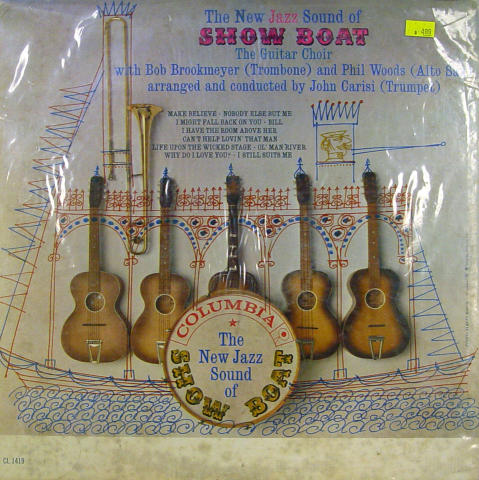 The New Jazz Sound of
SHOW BOAT
The Guitar Choir
with Bob Brookmeyer (Trombone) and Phil Woods (Alto Sax)
arranged and conducted by John Carisi (Trumpet)
MAKE BELIEVE · NOBODY ELSE BUT ME
I MIGHT FALL BACK ON YOU · BILL
I HAVE THE ROOM ABOVE HER
CAN'T HELP LOVIN' THAT MAN
LIFE UPON THE WICKED STAGE · OL' MAN RIVER
WHY DO I LOVE YOU? · I STILL SUITS ME
COLUMBIA
The
New Jazz
Sound
of
SHOW BOAT
CL 1419